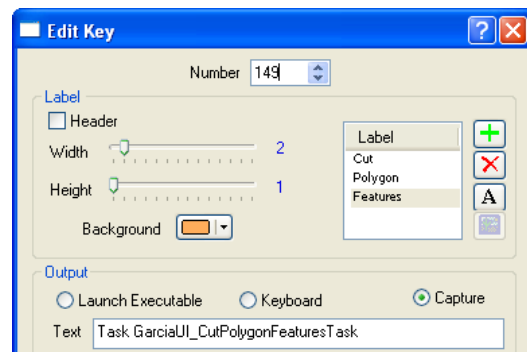 Edit Key
Number 149
Label
Header
Width 2
Height 1
Background
Label
Cut
Polygon
Features
A
Output
Launch Executable Keyboard Capture
Text Task GarciaUI_CutPolygonFeaturesTask